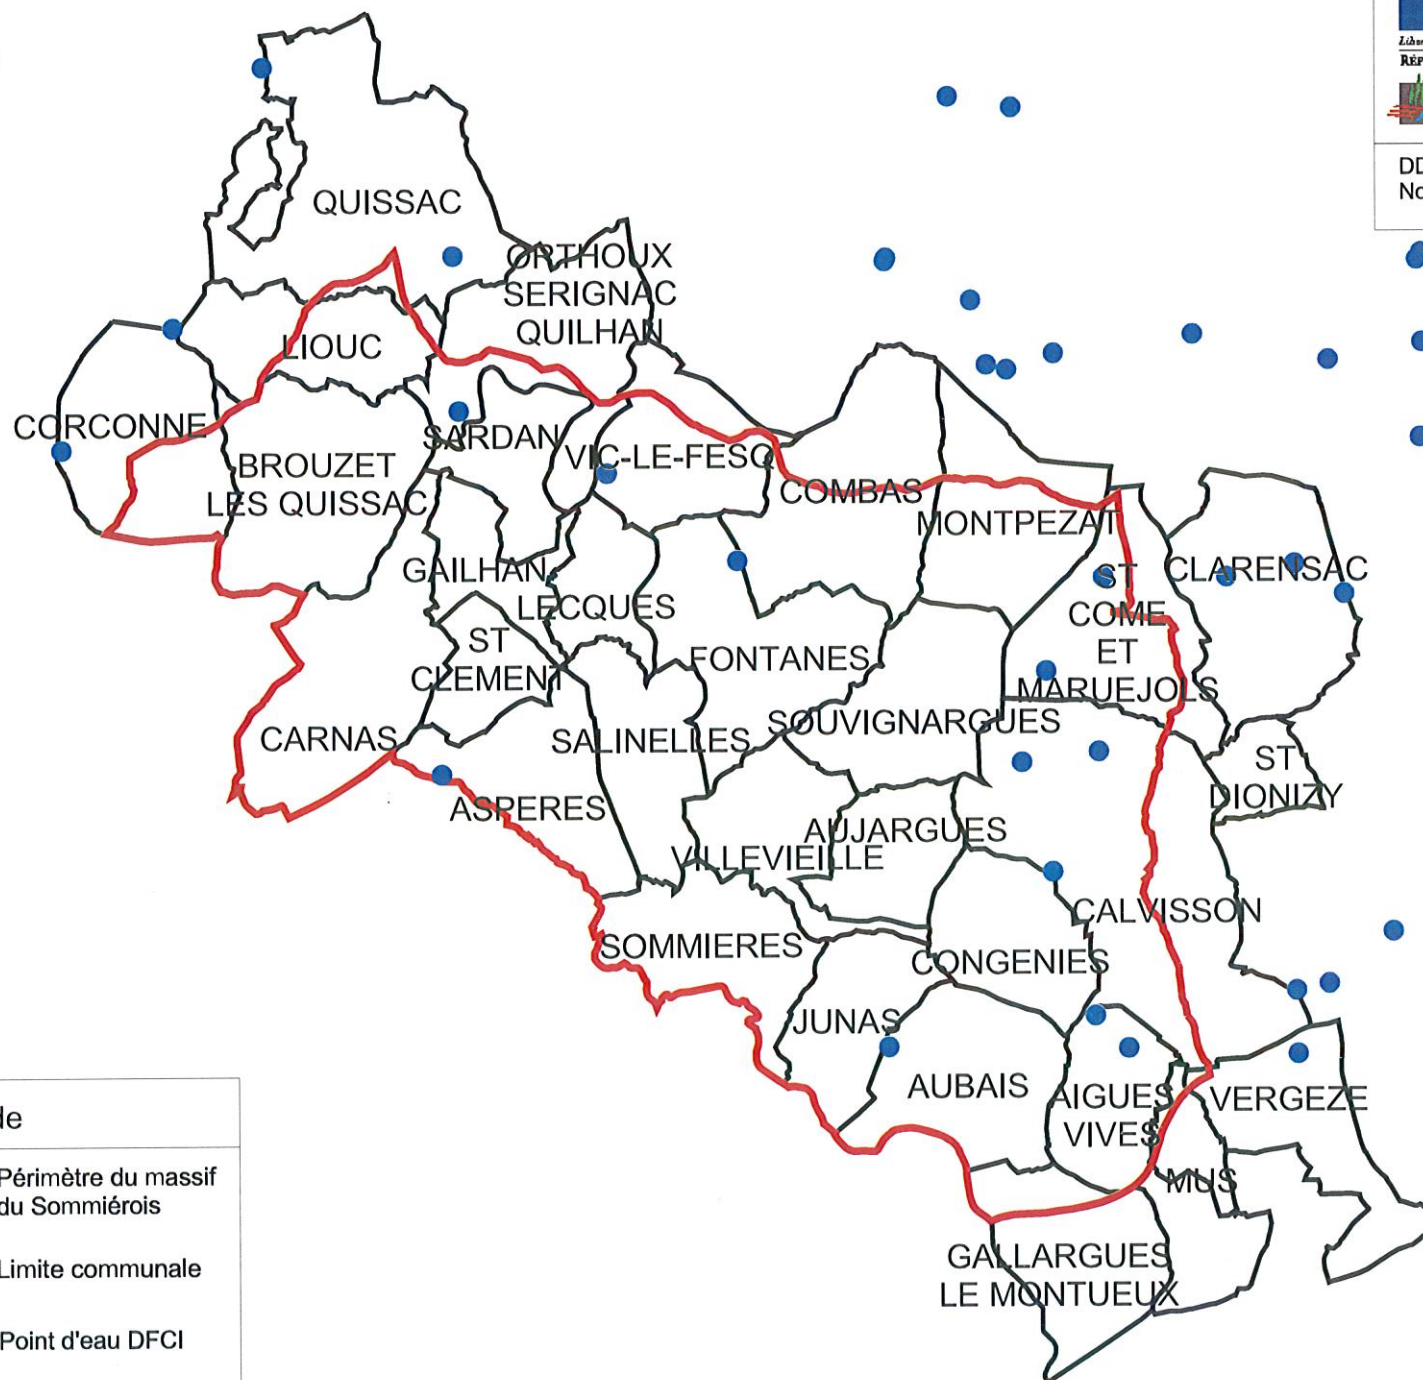 DD
No
QUISSAC
ORTHOUX
SERIGNAC
QUILHAN
LIOUC
CORCONNE
SARDAN
VIC-LE-FESQ
BROUZET
LES QUISSAC
COMBAS
MONTPEZAT
GAILHAN
LECQUES
ST
COME
ET
MARUEJOLS
CLARENSAC
ST
CLEMENT
FONTANES
SOUVIGNARGUES
CARNAS
SALINELLES
ST
DIONIZY
ASPERES
AUJARGUES
VILLEVIEILLE
CALVISSON
SOMMIERES
CONGENIES
JUNAS
AUBAIS
AIGUES
VIVES
VERGEZE
MUS
GALLARGUES
LE MONTUEUX
de
Périmètre du massif
du Sommiérois
Limite communale
Point d'eau DFCI